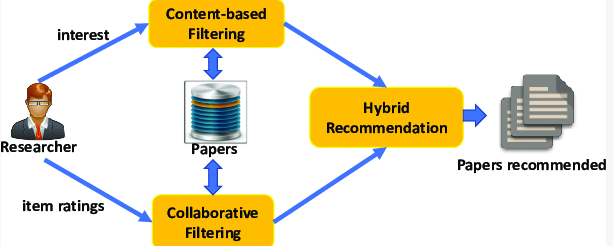 Content-based
Filtering
interest
Researcher
Papers
Hybrid
Recommendation
Papers recommended
item ratings
Collaborative
Filtering